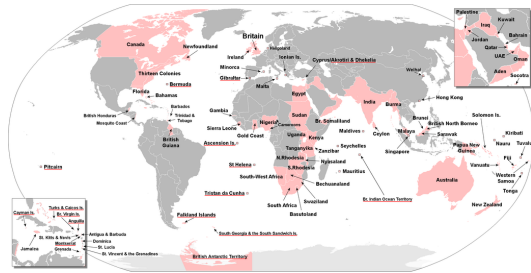 Britain
Canada
Newfoundland
Ireland
Heligoland
Ionian Is.
Cyprus/Akrotiri & Dhekelia
Minorca
Gibraltar
Malta
Weihai
Palestine
Iraq
Kuwait
Jordan
Bahrain
Qatar
UAE
Oman
Aden
Socotra
Thirteen Colonies
Florida
Bermuda
Bahamas
Egypt
India
Burma
Hong Kong
British Honduras
Mosquito Coast
Barbados
Trinidad &
Tobago
Gambia
Sierra Leone
Gold Coast
Nigeria
Cameroons
Sudan
Br. Somaliland
Maldives
Ceylon
Brunei
British North Borneo
Malaya
Sarawak
Singapore
British
Guiana
Ascension Is.
Uganda
Kenya
Zanzibar
Tanganyika
Seychelles
Papua New
Guinea
Solomon Is.
Kiribati
Nauru
Tuvalu
Pitcairn
St Helena
N.Rhodesia
Nyasaland
S.Rhodesia
Mauritius
Vanuatu
Fiji
Western
Samoa
Tonga
South-West Africa
Bechuanaland
Br. Indian Ocean Territory
Australia
Tristan da Cunha
Swaziland
South Africa
Basutoland
New Zealand
Falkland Islands
South Georgia & the South Sandwich Is.
British Antarctic Territory
Turks & Caicos Is.
Cayman Is.
Br. Virgin Is.
Anguilla
Jamaica
St. Kitts & Nevis
Antigua & Barbuda
Montserrat
Dominica
St. Lucia
Grenada
St. Vincent & the Grenadines